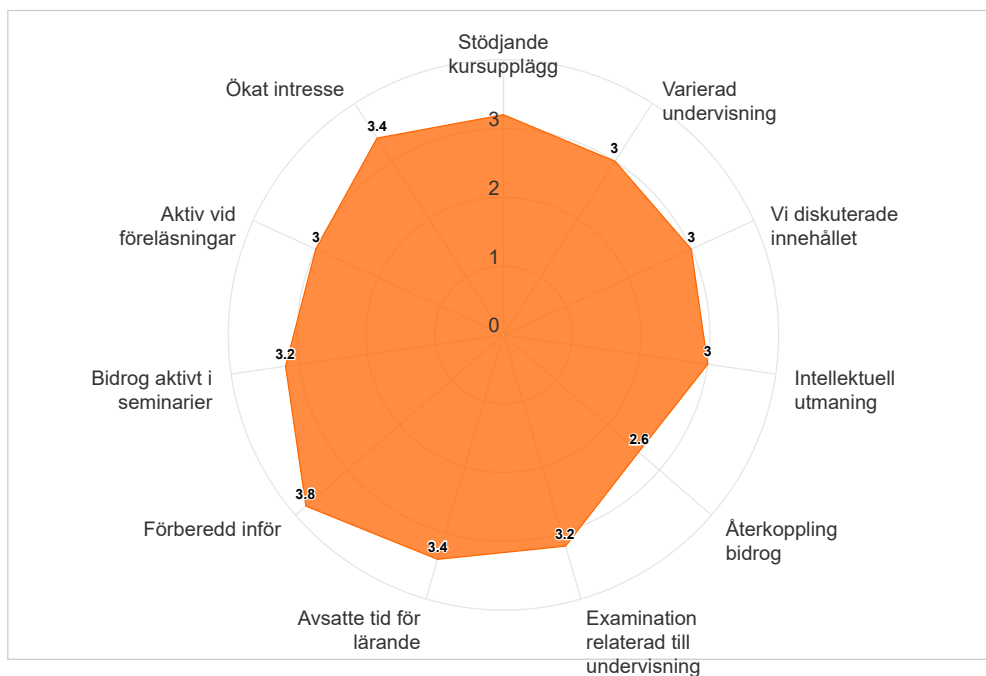 Stödjande
kursupplägg
Ökat intresse
Varierad
undervisning
3.4
3
3
Aktiv vid
föreläsningar
2
Vi diskuterade
innehållet
3
3
1
0
3.2
3
Bidrog aktivt i
seminarier
Intellektuell
utmaning
2.6
3.8
Förberedd inför
Återkoppling
bidrog
3.4
3.2
Avsatte tid för
lärande
Examination
relaterad till
undervisning